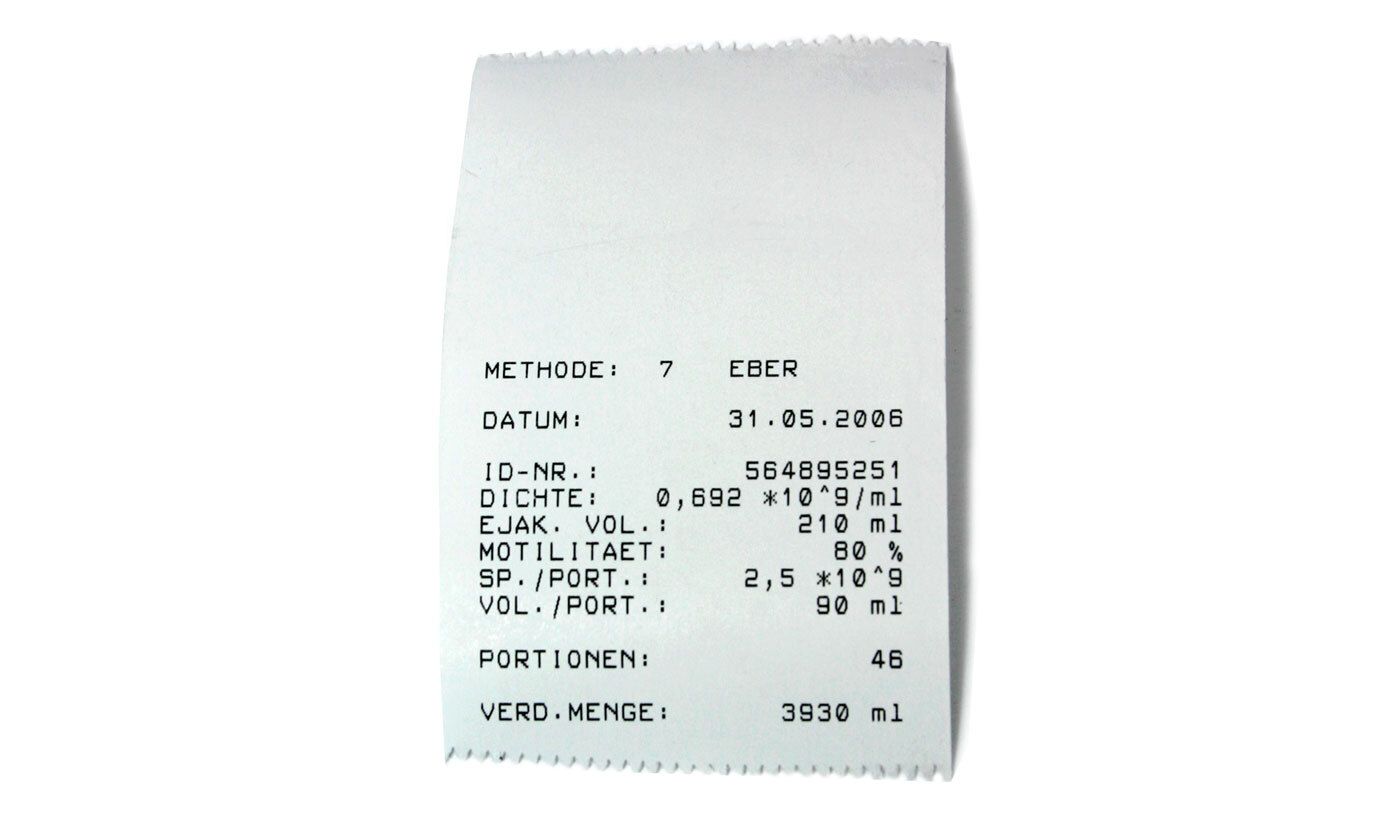 METHODE: 7 EBER
DATUM: 31.05.2006
ID-NR.: 564895251
DICHTE: 0,692 *10^9/ml
EJAK. VOL.: 210 ml
MOTILITAET: 80 %
SP./PORT.: 2,5 *10^9
VOL./PORT.: 90 ml
PORTIONEN: 46
VERD.MENGE: 3930 ml